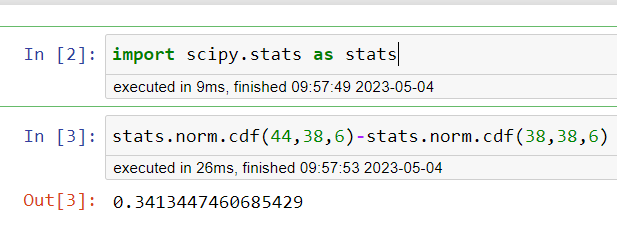 In [2]: import scipy.stats as stats
executed in 9ms, finished 09:57:49 2023-05-04
In [3]: stats.norm.cdf(44,38,6)-stats.norm.cdf(38,38,6)
executed in 26ms, finished 09:57:53 2023-05-04
Out[3]: 0.3413447460685429